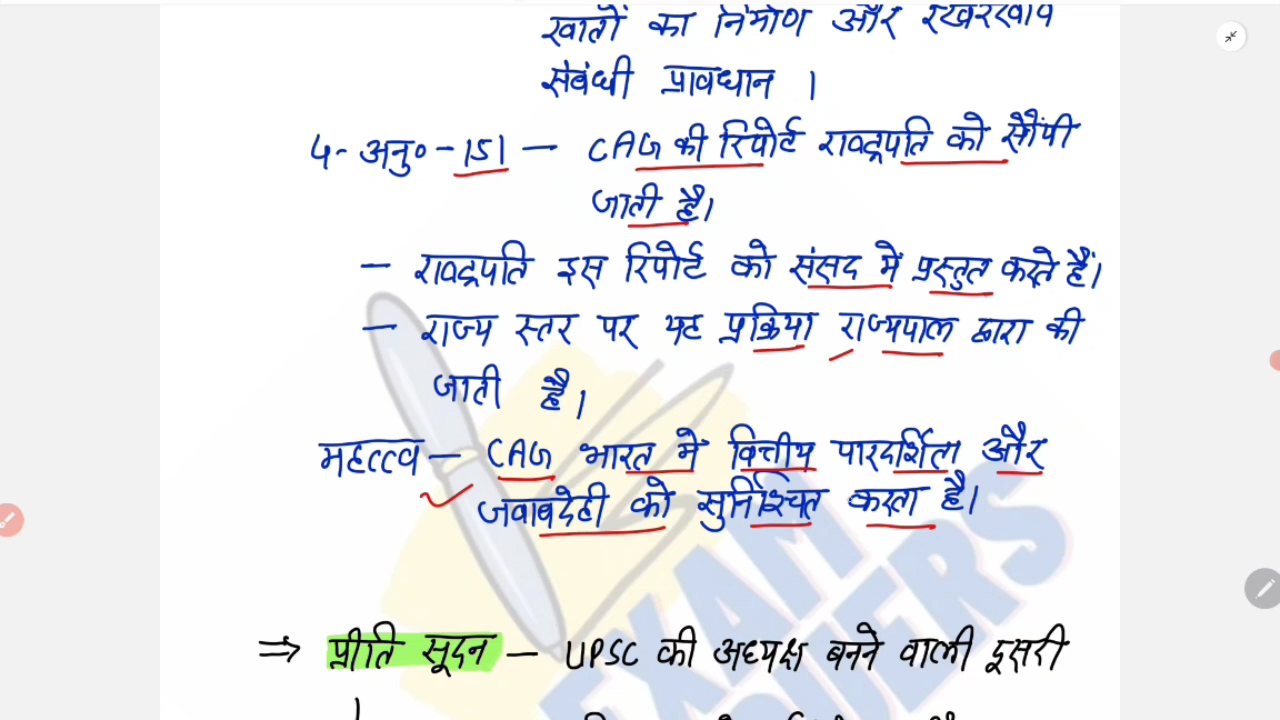 खातों का निर्माण और रखरखाव
संबंधी प्रावधान ।
4- अनु०-151 — CAG की रिपोर्ट राष्ट्रपति को सौंपी
जाती है।
— राष्ट्रपति इस रिपोर्ट को संसद में प्रस्तुत करते हैं।
— राज्य स्तर पर यह प्रक्रिया राज्यपाल द्वारा की
जाती है।
महत्त्व — CAG भारत में वित्तीय पारदर्शिता और
जवाबदेही को सुनिश्चित करता है।
EXAM
⇒ प्रीति सूदन — UPSC की अध्यक्ष बनने वाली दूसरी